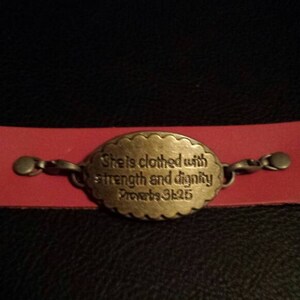 She is clothed with
strength and dignity
Proverbs 31:25